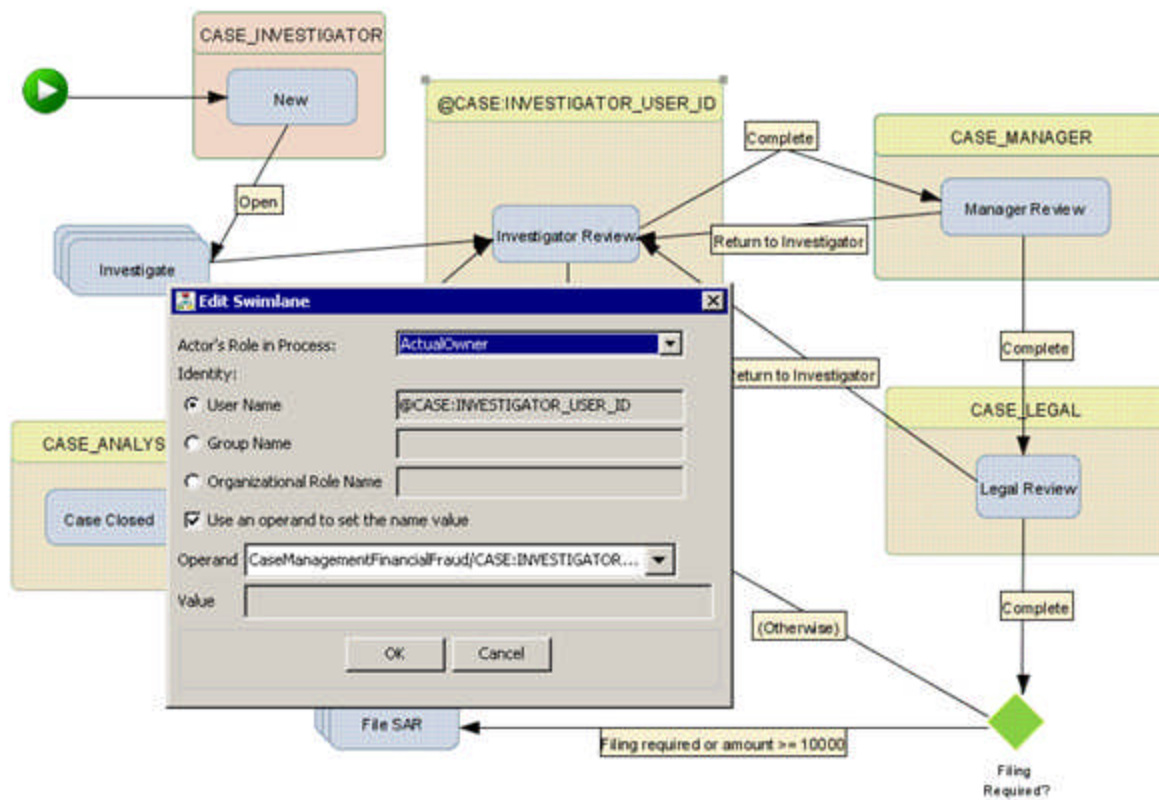 CASE_INVESTIGATOR
New
@CASE:INVESTIGATOR_USER_ID
Complete
CASE_MANAGER
Open
Manager Review
Investigator Review
Return to Investigator
Investigate
Edit Swimlane
Actor's Role in Process:
ActualOwner
Complete
Identity:
eturn to Investigator
User Name
@CASE:INVESTIGATOR_USER_ID
CASE_LEGAL
CASE_ANALYS
Group Name
Organizational Role Name
Legal Review
Case Closed
Use an operand to set the name value
Operand
CaseManagementFinancialFraud/CASE:INVESTIGATOR...
Value
Complete
(Otherwise)
OK
Cancel
File SAR
Filing required or amount >= 10000
Filing
Required?